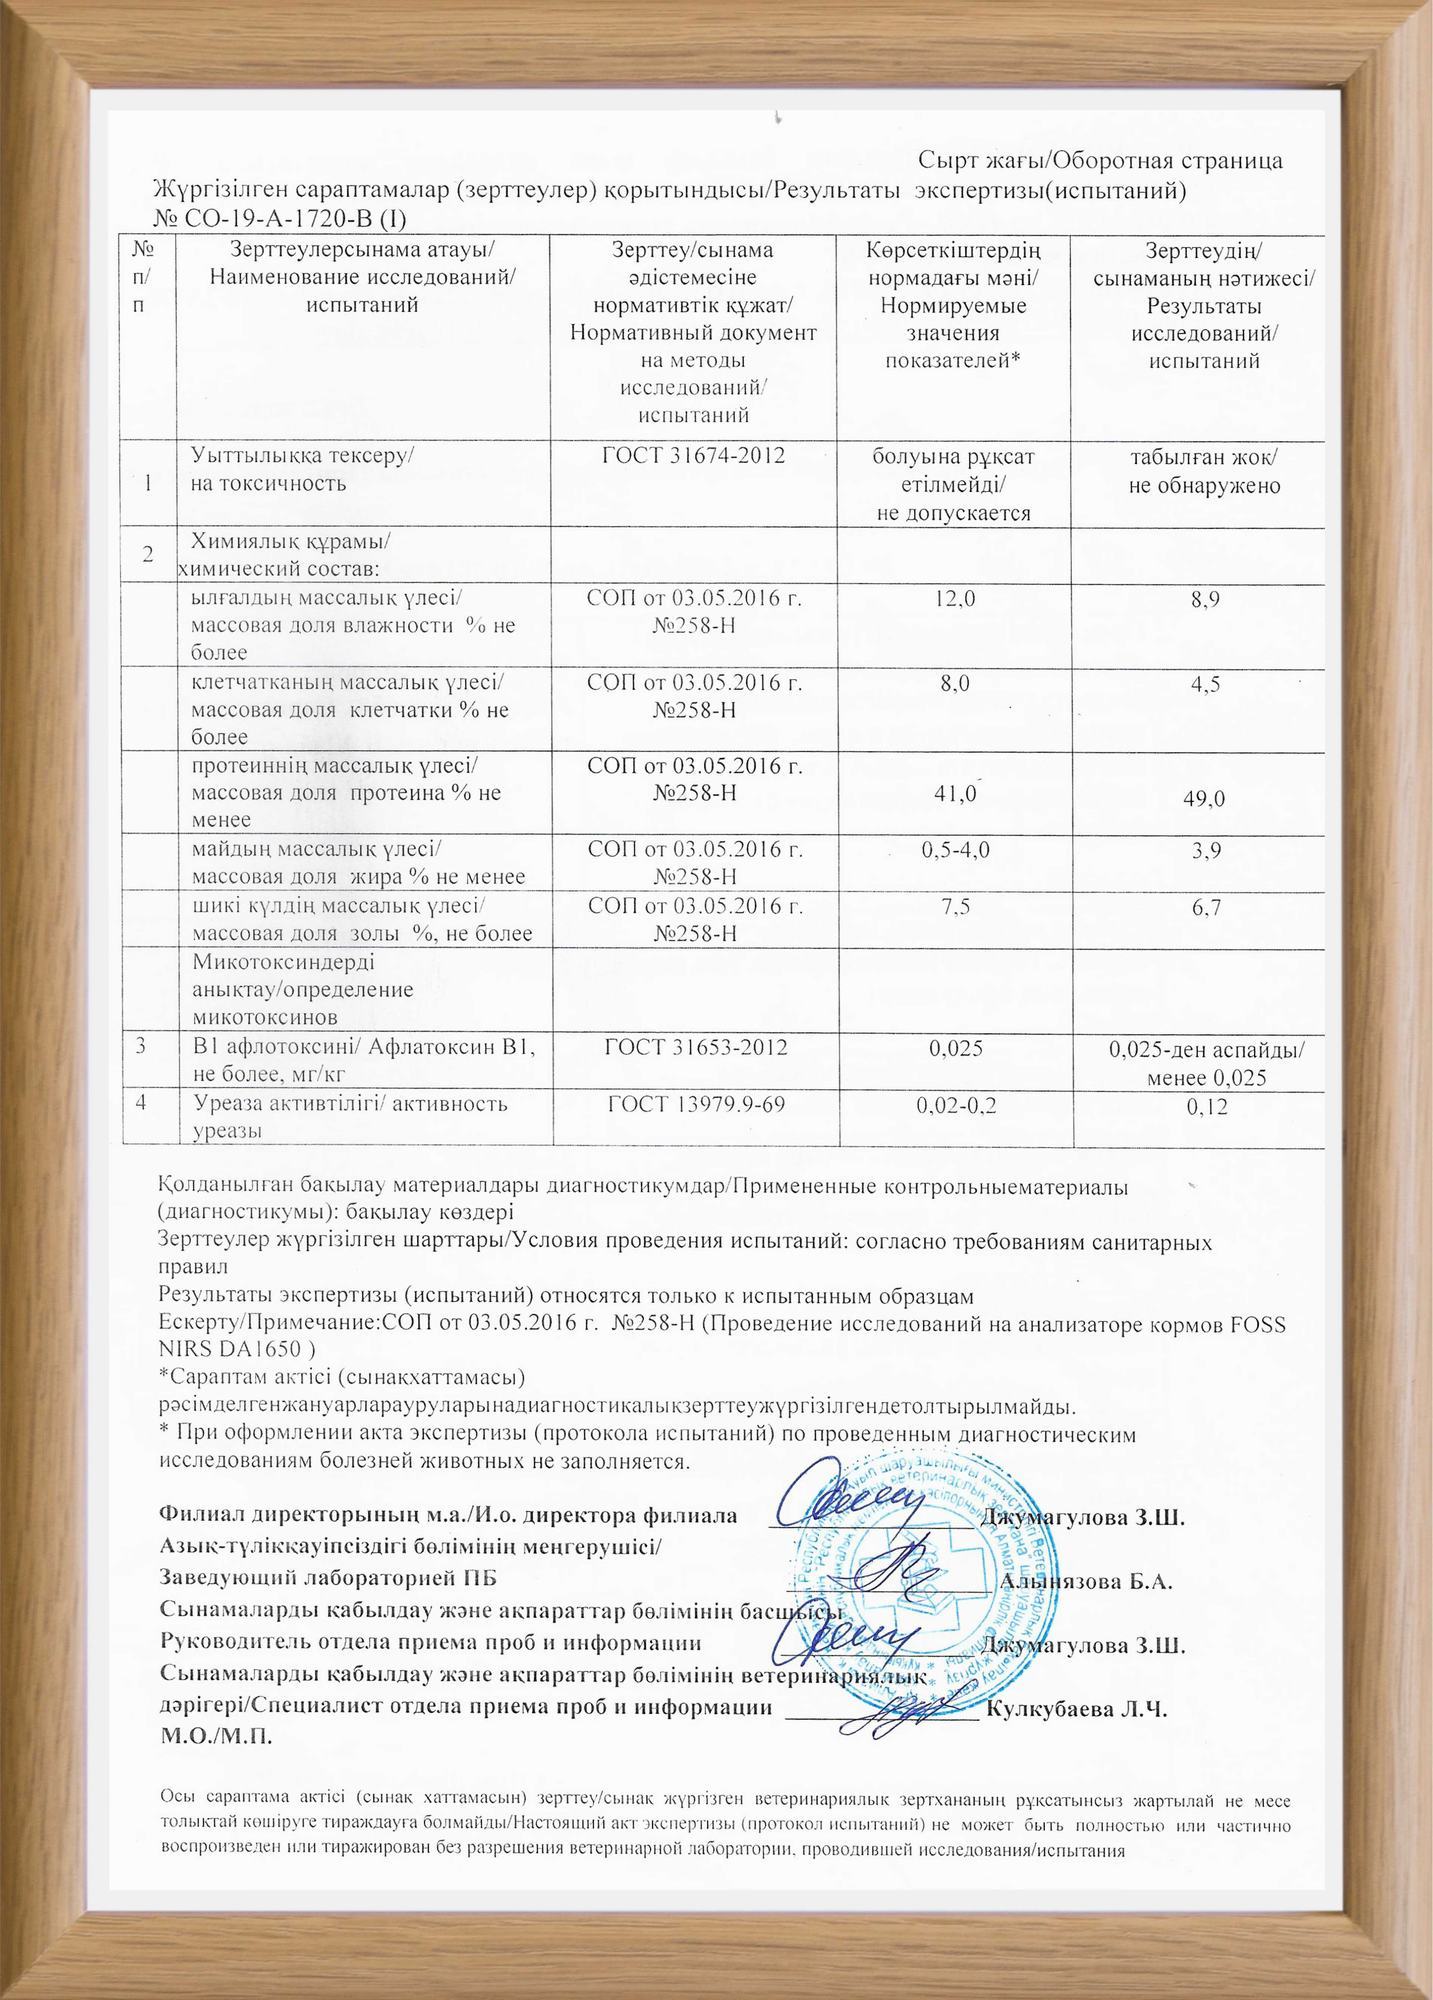 Сырт жағы/Оборотная страница
Жүргізілген сараптамалар (зерттеулер) қорытындысы/Результаты экспертизы(испытаний)
№ СО-19-А-1720-В (I)
№ п/п
Зерттеулерсынама атауы/
Наименование исследований/
испытаний
Зерттеу/сынама
әдістемесіне
нормативтік құжат/
Нормативный документ
на методы
исследований/
испытаний
Көрсеткіштердің
нормадағы мәні/
Нормируемые
значения
показателей*
Зерттеудің/
сынаманың нәтижесі/
Результаты
исследований/
испытаний
1
Уыттылыққа тексеру/
на токсичность
ГОСТ 31674-2012
болуына рұқсат
етілмейді/
не допускается
табылған жок/
не обнаружено
2
Химиялық құрамы/
химический состав:
ылғалдың массалық үлесі/
массовая доля влажности % не
более
СОП от 03.05.2016 г.
№258-Н
12,0
8,9
клетчатканың массалық үлесі/
массовая доля клетчатки % не
более
СОП от 03.05.2016 г.
№258-Н
8,0
4,5
протеиннің массалық үлесі/
массовая доля протеина % не
менее
СОП от 03.05.2016 г.
№258-Н
41,0
49,0
майдың массалық үлесі/
массовая доля жира % не менее
СОП от 03.05.2016 г.
№258-Н
0,5-4,0
3,9
шикі күлдің массалық үлесі/
массовая доля золы %, не более
СОП от 03.05.2016 г.
№258-Н
7,5
6,7
Микотоксиндерді
анықтау/определение
микотоксинов
3
В1 афлотоксині/ Афлатоксин В1,
не более, мг/кг
ГОСТ 31653-2012
0,025
0,025-ден аспайды/
менее 0,025
4
Уреаза активтілігі/ активность
уреазы
ГОСТ 13979.9-69
0,02-0,2
0,12
Қолданылған бақылау материалдары диагностикумдар/Примененные контрольныематериалы
(диагностикумы): бақылау көздері
Зерттеулер жүргізілген шарттары/Условия проведения испытаний: согласно требованиям санитарных
правил
Результаты экспертизы (испытаний) относятся только к испытанным образцам
Ескерту/Примечание:СОП от 03.05.2016 г. №258-Н (Проведение исследований на анализаторе кормов FOSS
NIRS DA1650 )
*Сараптам актісі (сынақхаттамасы)
рәсімделгенжануарларауруларынадиагностикалықзерттеужүргізілгендетолтырылмайды.
* При оформлении акта экспертизы (протокола испытаний) по проведенным диагностическим
исследованиям болезней животных не заполняется.
Филиал директорының м.а./И.о. директора филиала Джумагулова З.Ш.
Азық-түлікқауіпсіздігі бөлімінің меңгерушісі/
Заведующий лабораторией ПБ Алынязова Б.А.
Сынамаларды қабылдау және ақпараттар бөлімінің басшысы
Руководитель отдела приема проб и информации Джумагулова З.Ш.
Сынамаларды қабылдау және ақпараттар бөлімінің ветеринариялық
дәрігері/Специалист отдела приема проб и информации Кулкубаева Л.Ч.
М.О./М.П.
Осы сараптама актісі (сынақ хаттамасын) зерттеу/сынақ жүргізген ветеринариялық зертхананың рұқсатынсыз жартылай не месе
толықтай көшіруге тираждауға болмайды/Настоящий акт экспертизы (протокол испытаний) не может быть полностью или частично
воспроизведен или тиражирован без разрешения ветеринарной лаборатории, проводившей исследования/испытания